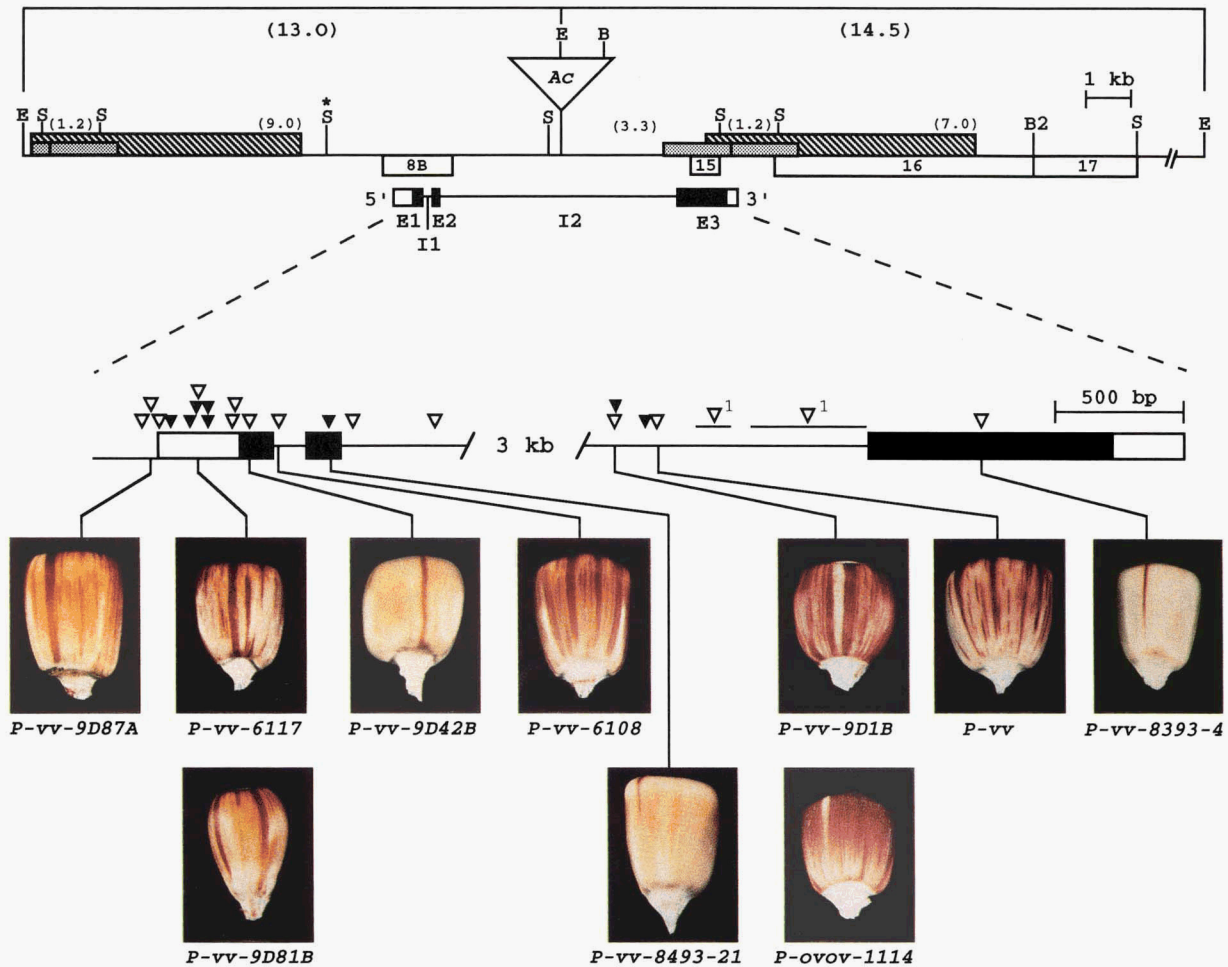 (13.0) E B (14.5)
Ac
1 kb
E S (1.2) S (9.0) * S S (3.3) S (1.2) S (7.0) B2 S E
8B 15 16 17
5' 3'
E1 E2 I2 E3
I1
1 1 500 bp
3 kb
P-vv-9D87A P-vv-6117 P-vv-9D42B P-vv-6108 P-vv-9D1B P-vv P-vv-8393-4
P-vv-9D81B P-vv-8493-21 P-ovov-1114